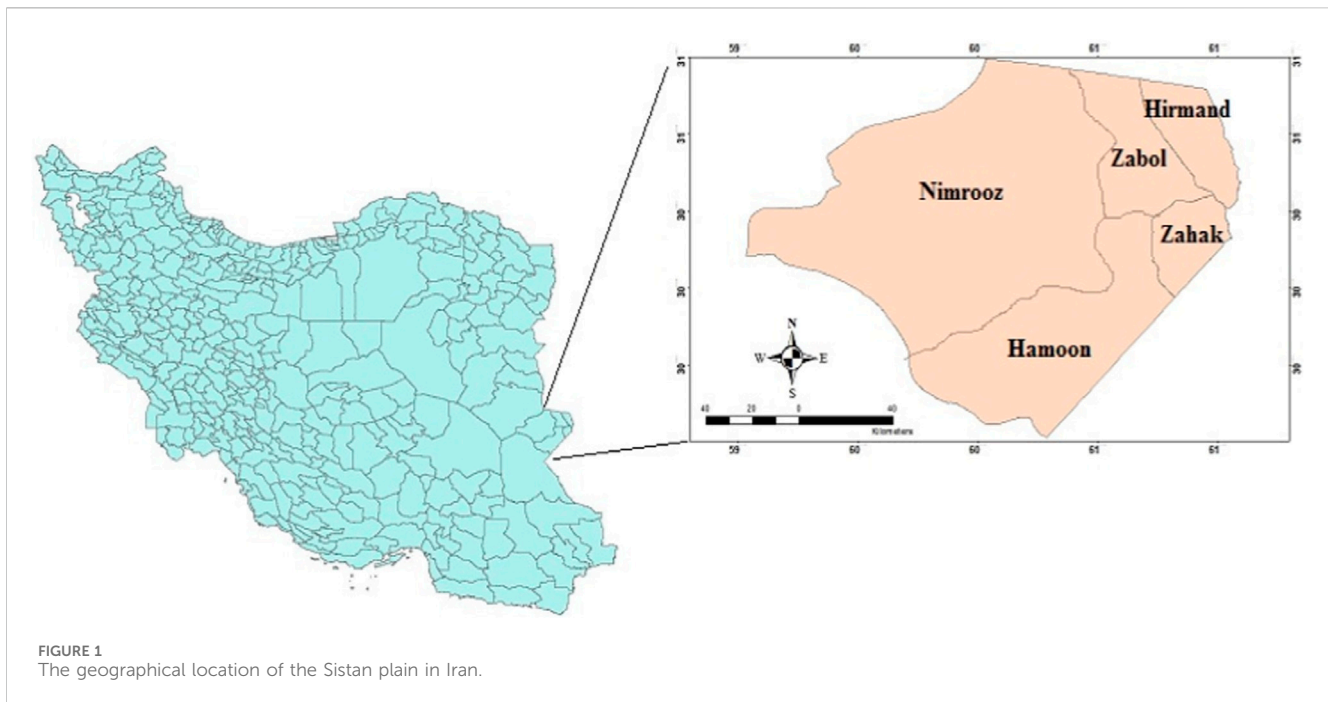 59 60 60 61 61
31 31
Hirmand
31 31
Zabol
Nimrooz
30 30
Zahak
30 30
N
Hamoon
W E
30 30
S
40 20 0 40
Kilometers
59 60 60 61 61
FIGURE 1
The geographical location of the Sistan plain in Iran.